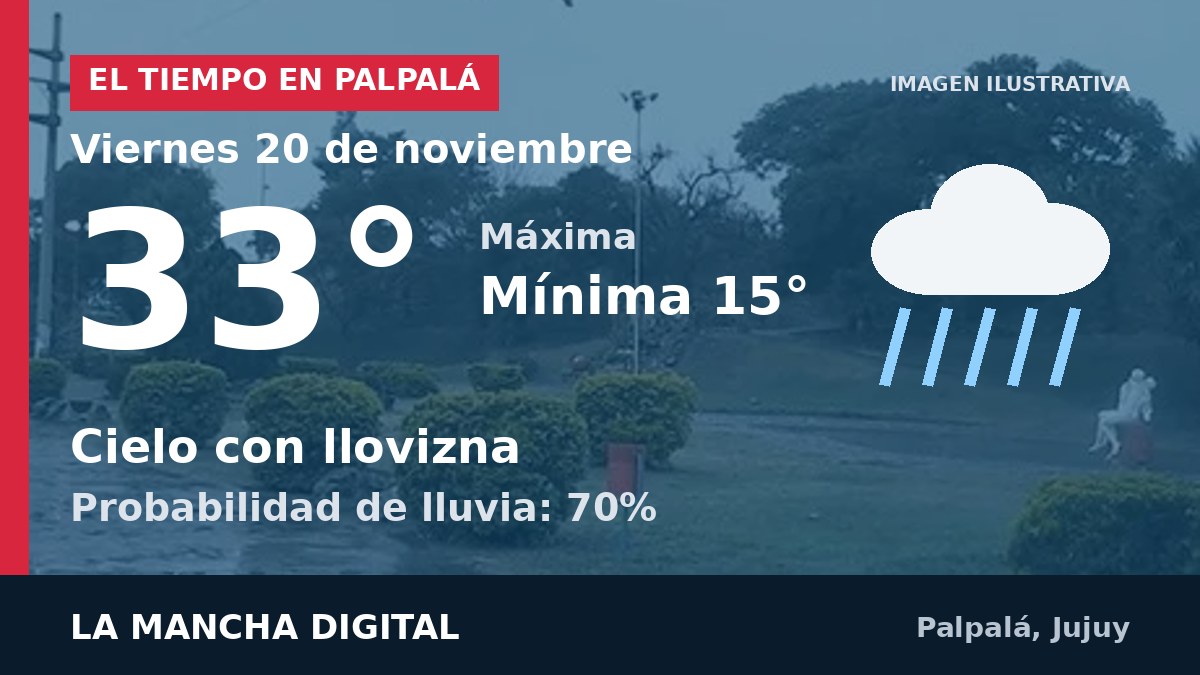 EL TIEMPO EN PALPALÁ
IMAGEN ILUSTRATIVA
Viernes 20 de noviembre
33°
Máxima
Mínima 15°
Cielo con llovizna
Probabilidad de lluvia: 70%
LA MANCHA DIGITAL
Palpalá, Jujuy